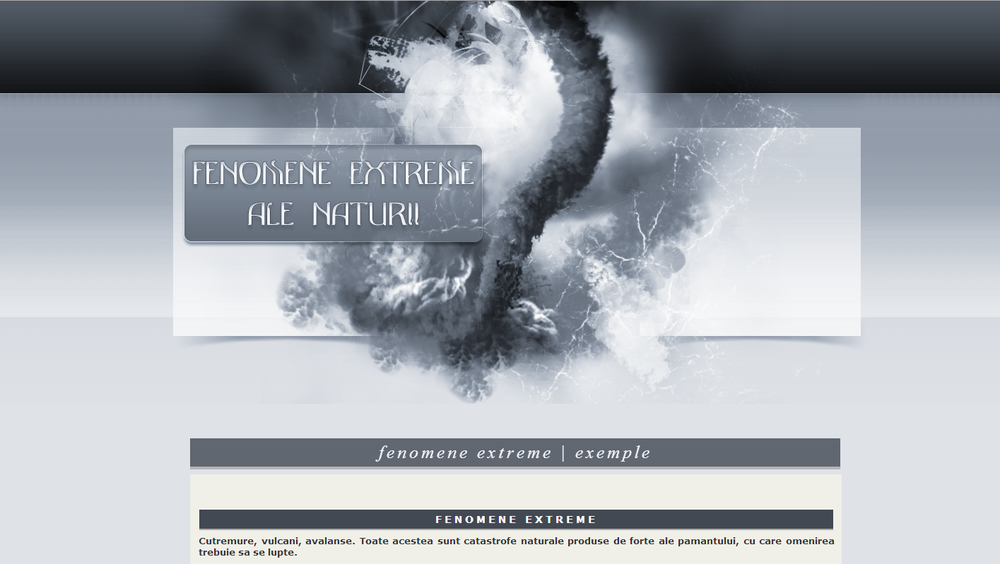 FENOMENE EXTREME
ALE NATURII
fenomene extreme | exemple
FENOMENE EXTREME
Cutremure, vulcani, avalanse. Toate acestea sunt catastrofe naturale produse de forte ale pamantului, cu care omenirea
trebuie sa se lupte.